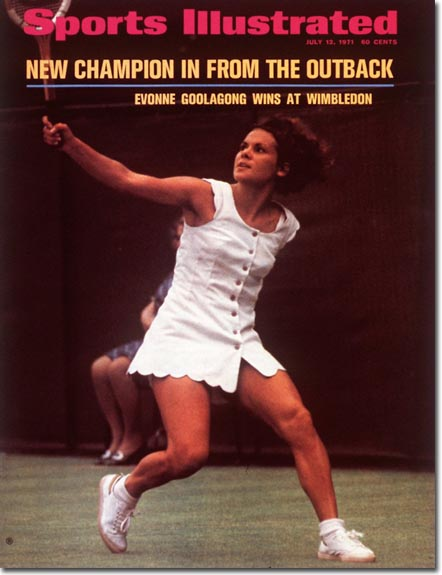 Sports Illustrated
JULY 12, 1971 60 CENTS
NEW CHAMPION IN FROM THE OUTBACK
EVONNE GOOLAGONG WINS AT WIMBLEDON
®